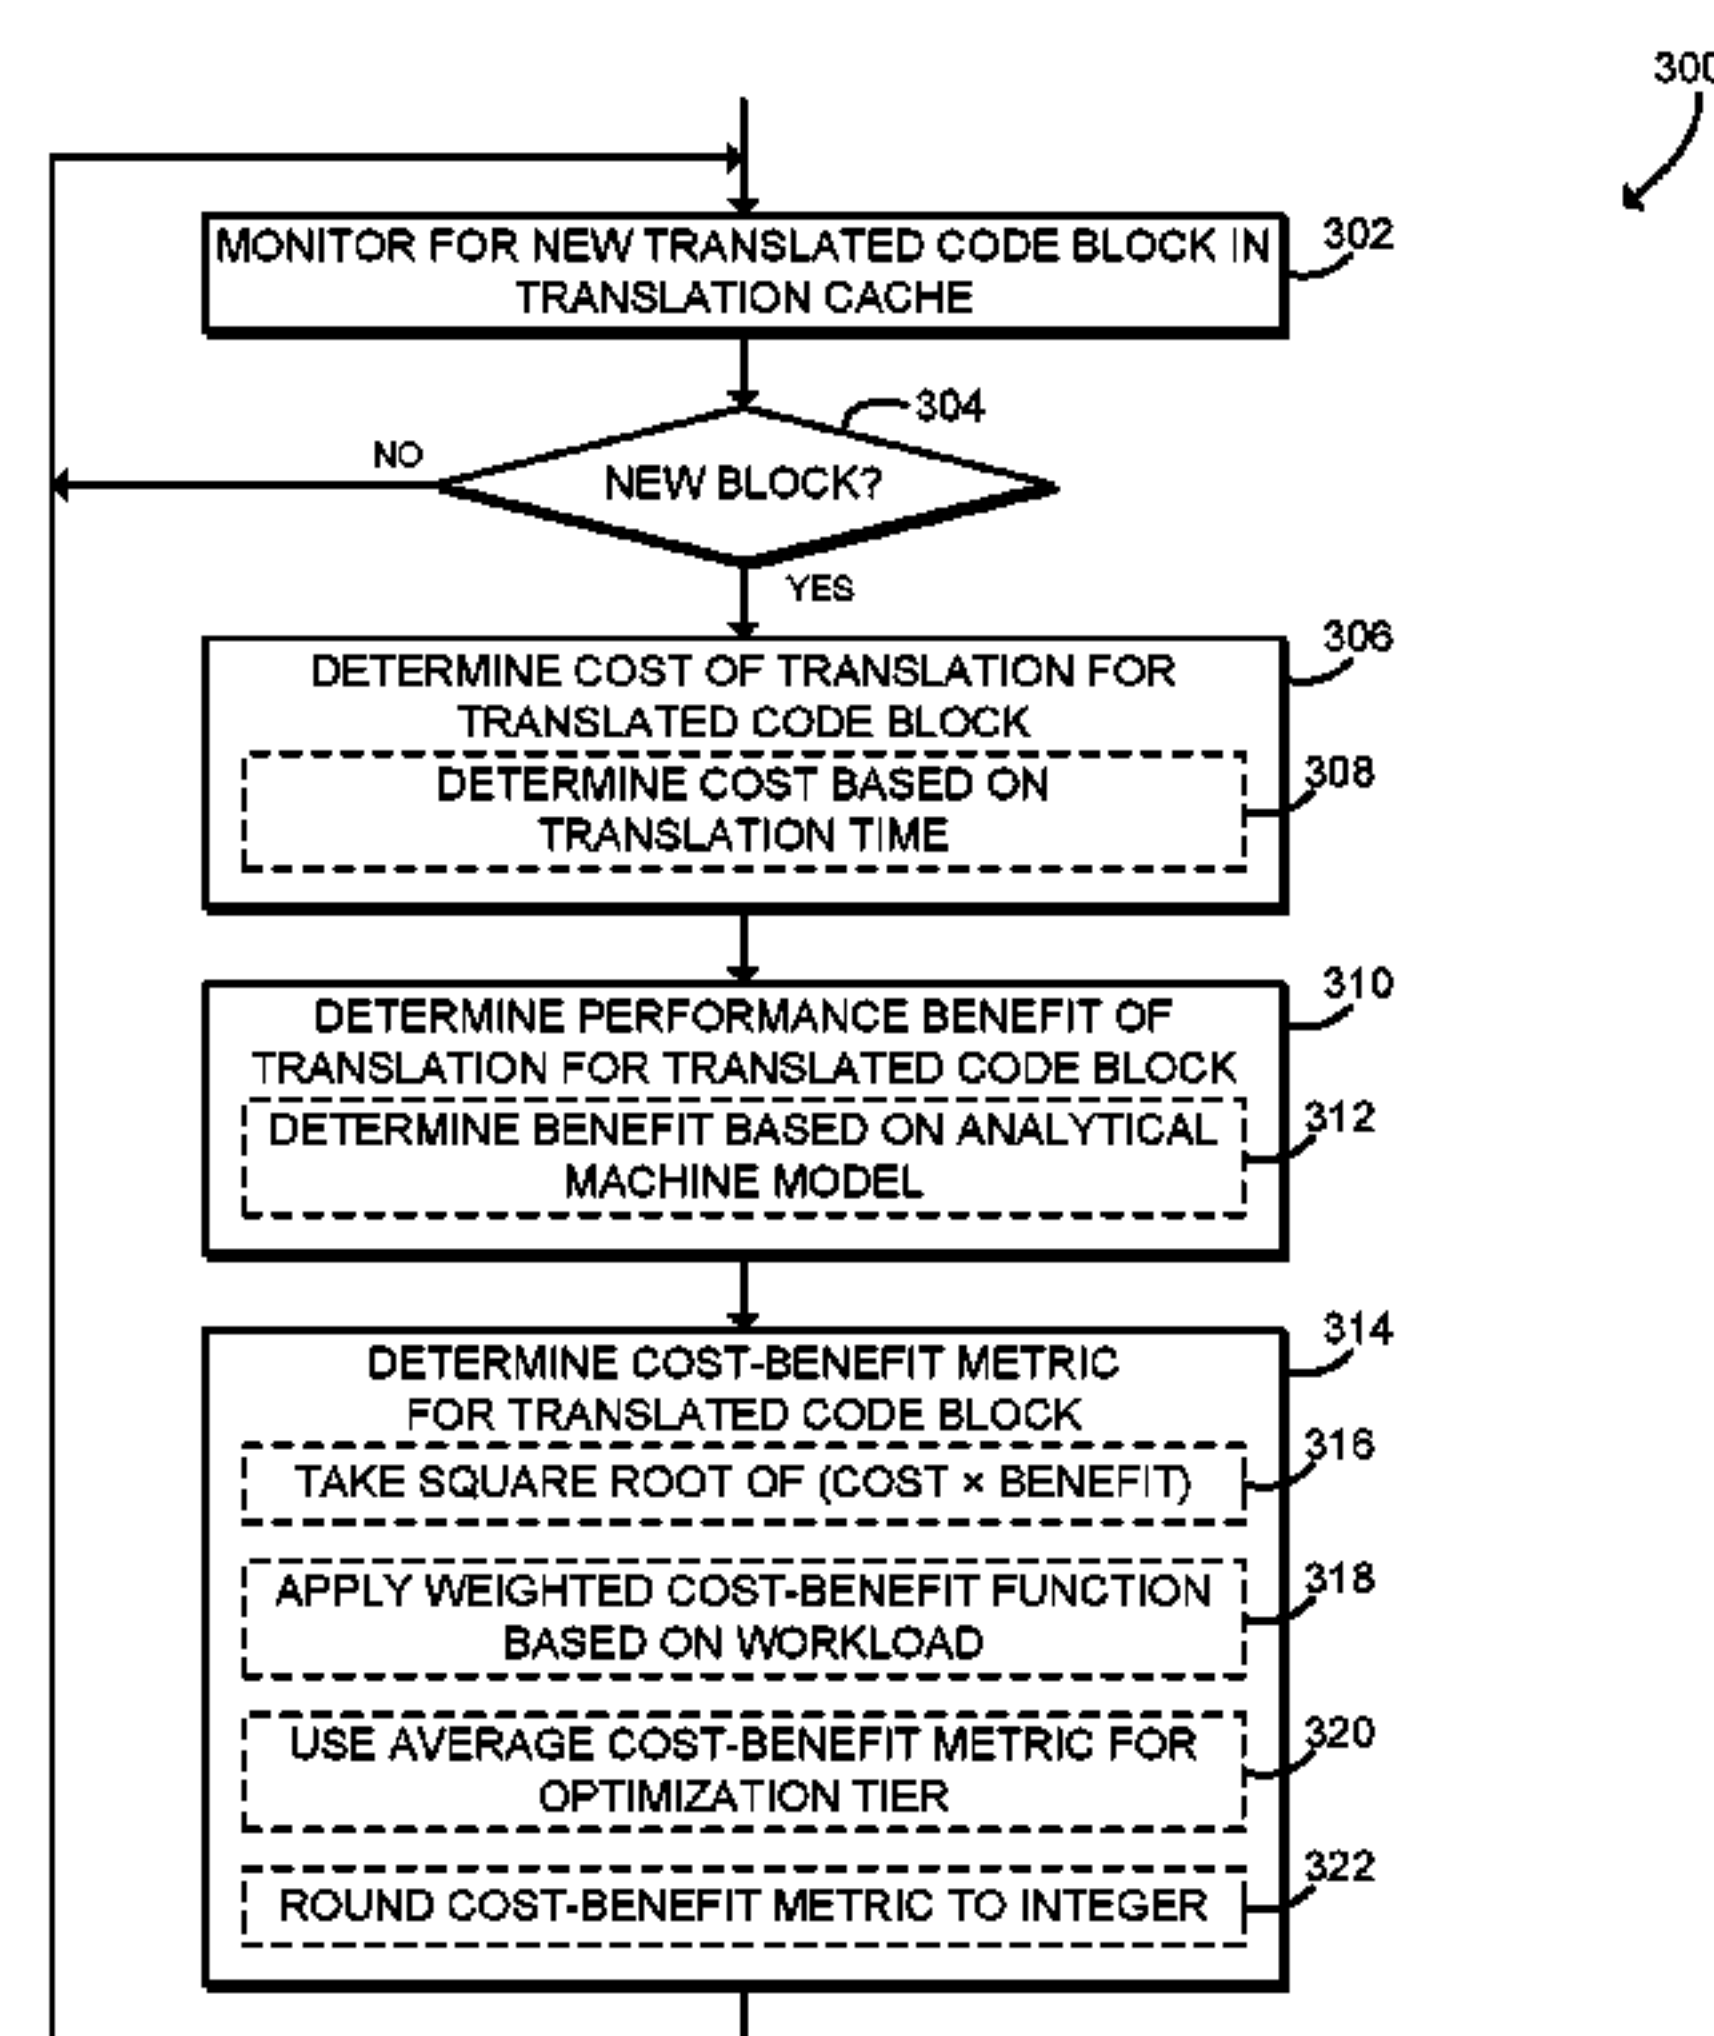 300
MONITOR FOR NEW TRANSLATED CODE BLOCK IN
TRANSLATION CACHE
302
304
NO
NEW BLOCK?
YES
306
DETERMINE COST OF TRANSLATION FOR
TRANSLATED CODE BLOCK
308
DETERMINE COST BASED ON
TRANSLATION TIME
310
DETERMINE PERFORMANCE BENEFIT OF
TRANSLATION FOR TRANSLATED CODE BLOCK
312
DETERMINE BENEFIT BASED ON ANALYTICAL
MACHINE MODEL
314
DETERMINE COST-BENEFIT METRIC
FOR TRANSLATED CODE BLOCK
316
TAKE SQUARE ROOT OF (COST × BENEFIT)
318
APPLY WEIGHTED COST-BENEFIT FUNCTION
BASED ON WORKLOAD
320
USE AVERAGE COST-BENEFIT METRIC FOR
OPTIMIZATION TIER
322
ROUND COST-BENEFIT METRIC TO INTEGER